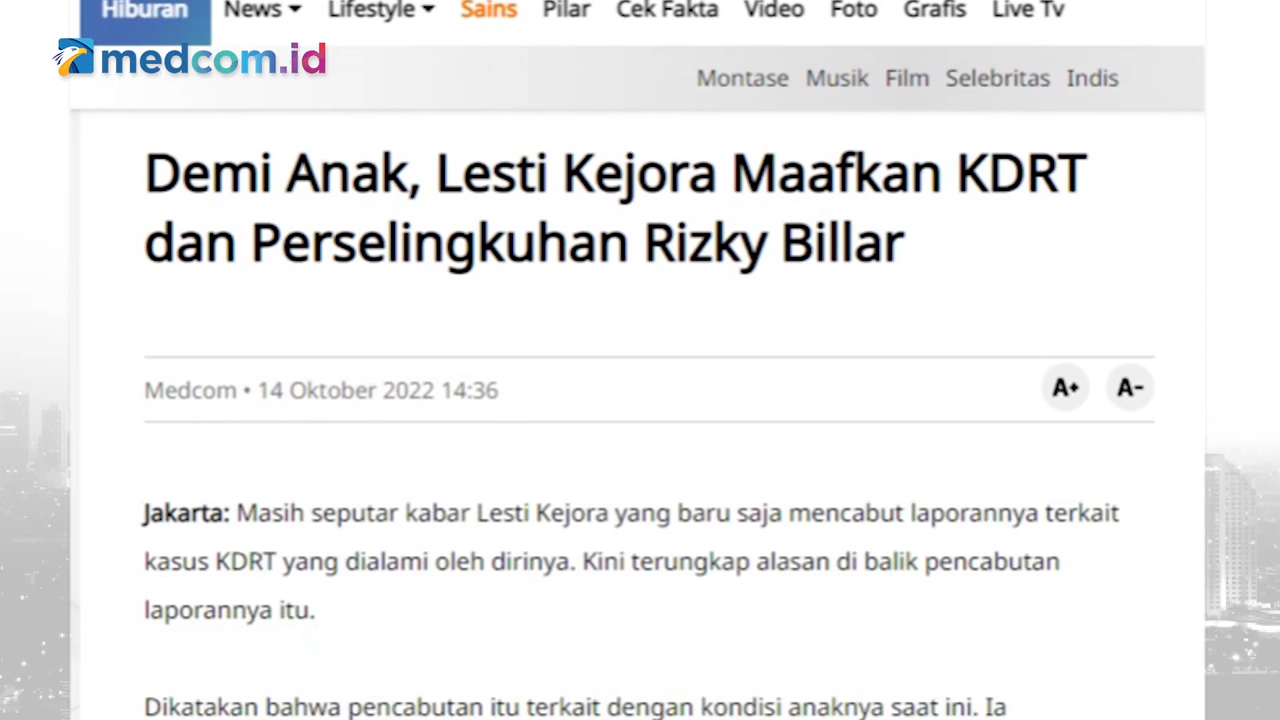 Hiburan News Lifestyle Sains Pilar Cek Fakta Video Foto Grafis Live Tv
medcom.id
Montase Musik Film Selebritas Indis
Demi Anak, Lesti Kejora Maafkan KDRT
dan Perselingkuhan Rizky Billar
Medcom • 14 Oktober 2022 14:36
A+ A-
Jakarta: Masih seputar kabar Lesti Kejora yang baru saja mencabut laporannya terkait
kasus KDRT yang dialami oleh dirinya. Kini terungkap alasan di balik pencabutan
laporannya itu.
Dikatakan bahwa pencabutan itu terkait dengan kondisi anaknya saat ini. Ia